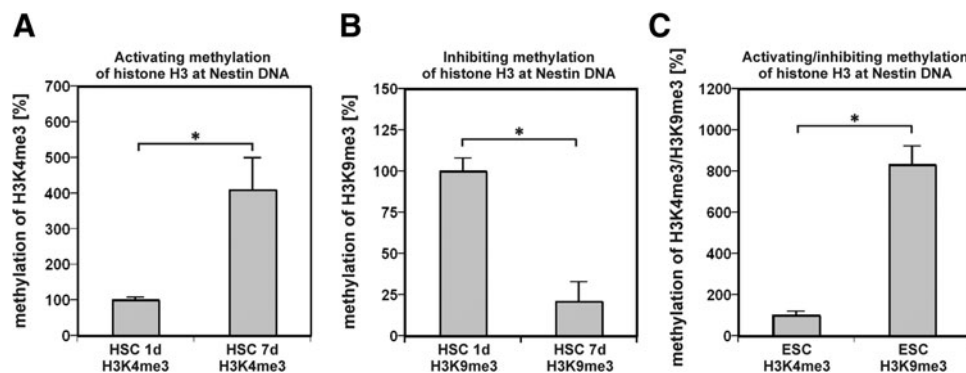 A
Activating methylation
of histone H3 at Nestin DNA
methylation of H3K4me3 [%]
700
600
500
400
300
200
100
0
*
HSC 1d
H3K4me3
HSC 7d
H3K4me3
B
Inhibiting methylation
of histone H3 at Nestin DNA
methylation of H3K9me3 [%]
150
125
100
75
50
25
0
*
HSC 1d
H3K9me3
HSC 7d
H3K9me3
C
Activating/inhibiting methylation
of histone H3 at Nestin DNA
methylation of H3K4me3/H3K9me3 [%]
1200
1000
800
600
400
200
0
*
ESC
H3K4me3
ESC
H3K9me3